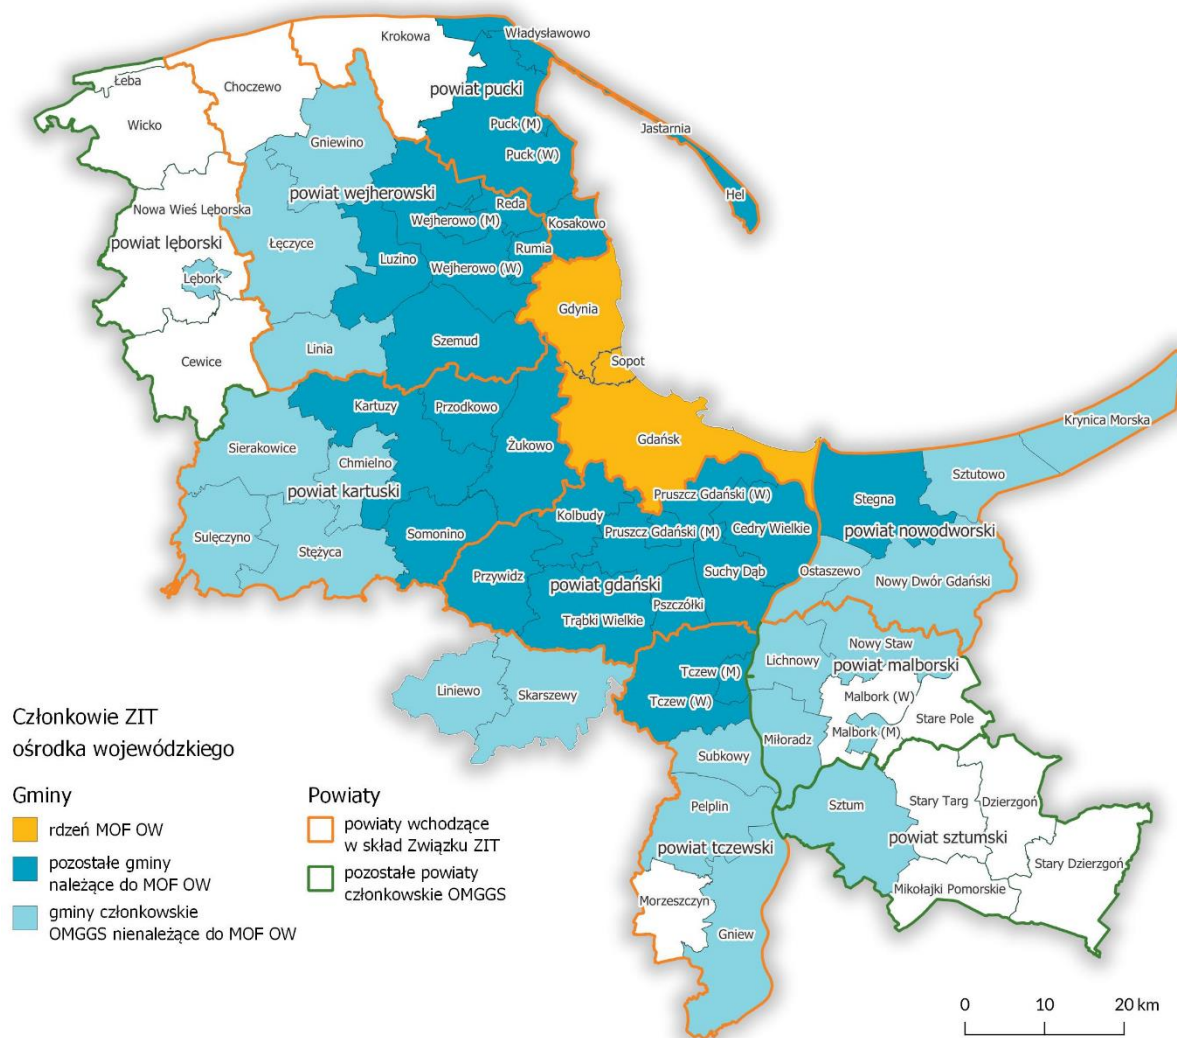 Władysławowo
Krokowa
Łeba
Choczewo
powiat pucki
Wicko
Puck (M)
Jastarnia
Gniewino
Puck (W)
powiat wejherowski
Hel
Nowa Wieś Lęborska
Reda
Wejherowo (M)
Kosakowo
powiat lęborski
Łęczyce
Rumia
Luzino
Wejherowo (W)
Lębork
Gdynia
Szemud
Linia
Cewice
Sopot
Kartuzy
Przodkowo
Krynica Morska
Sierakowice
Żukowo
Gdańsk
Chmielno
Sztutowo
powiat kartuski
Pruszcz Gdański (W)
Stegna
Kolbudy
Pruszcz Gdański (M)
Cedry Wielkie
powiat nowodworski
Sulęczyno
Somonino
Stężyca
Suchy Dąb
Ostaszewo
Przywidz
powiat gdański
Nowy Dwór Gdański
Pszczółki
Trąbki Wielkie
Nowy Staw
Lichnowy
powiat malborski
Tczew (M)
Liniewo
Skarszewy
Tczew (W)
Malbork (W)
Stare Pole
Malbork (M)
Miłoradz
Subkowy
Pelplin
Sztum
Stary Targ
Dzierzgoń
powiat sztumski
powiat tczewski
Stary Dzierzgoń
Mikołajki Pomorskie
Morzeszczyn
Gniew
Członkowie ZIT
ośrodka wojewódzkiego
Gminy
rdzeń MOF OW
pozostałe gminy
należące do MOF OW
gminy członkowskie
OMGGS nienależące do MOF OW
Powiaty
powiaty wchodzące
w skład Związku ZIT
pozostałe powiaty
członkowskie OMGGS
0 10 20 km